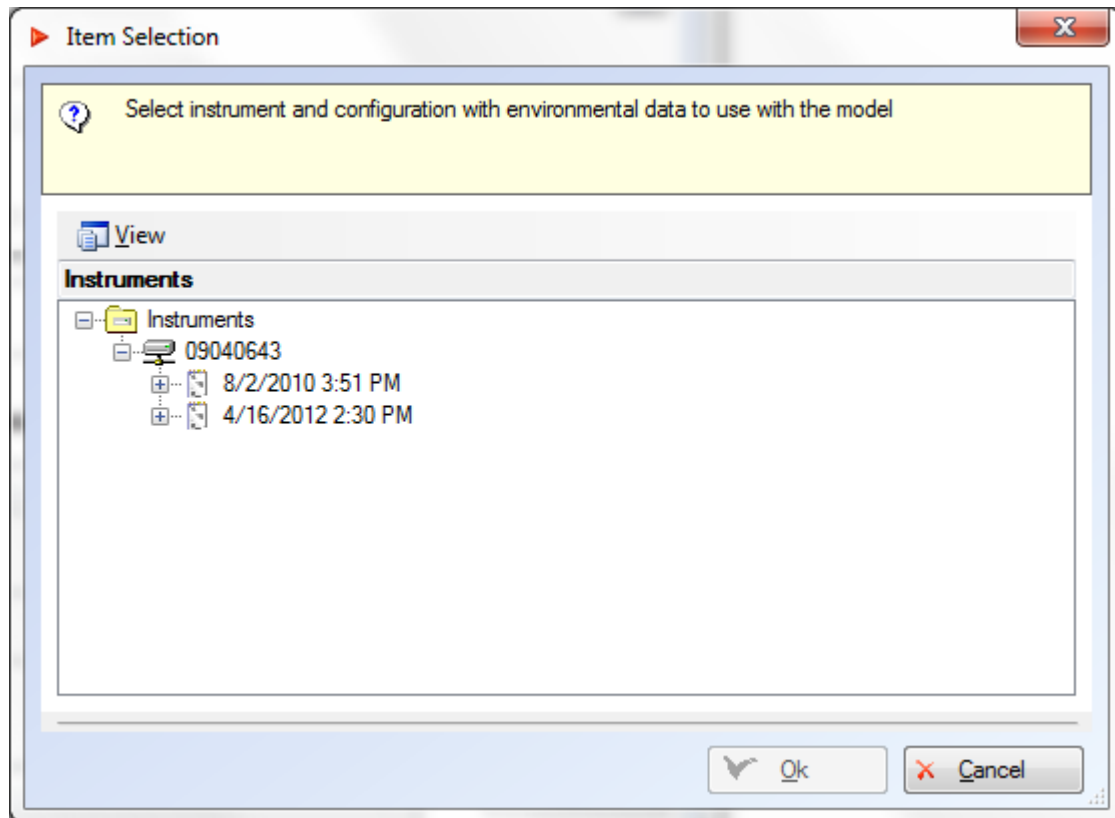 Item Selection
Select instrument and configuration with environmental data to use with the model
View
Instruments
Instruments
09040643
8/2/2010 3:51 PM
4/16/2012 2:30 PM
Ok
Cancel